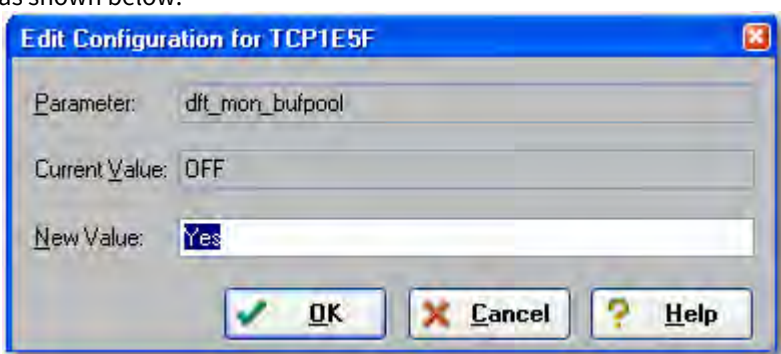 as shown below:
Edit Configuration for TCP1E5F
Parameter: dft_mon_bufpool
Current Value: OFF
New Value: Yes
OK Cancel Help